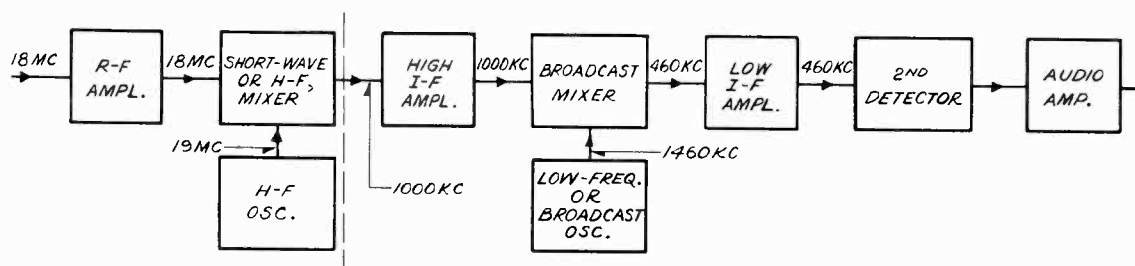 18MC
R-F
AMPL.
18MC
SHORT-WAVE
OR H-F,
MIXER
19MC
H-F
OSC.
1000KC
HIGH
I-F
AMPL.
1000KC
BROADCAST
MIXER
1460KC
LOW-FREQ.
OR
BROADCAST
OSC.
460KC
LOW
I-F
AMPL.
460KC
2ND
DETECTOR
AUDIO
AMP.